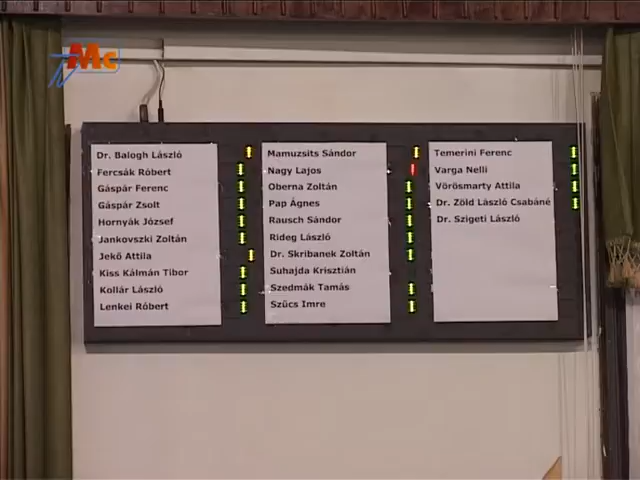 Mc
TV
Dr. Balogh László
Fercsák Róbert
Gáspár Ferenc
Gáspár Zsolt
Hornyák József
Jankovszki Zoltán
Jekő Attila
Kiss Kálmán Tibor
Kollár László
Lenkei Róbert
Mamuzsits Sándor
Nagy Lajos
Oberna Zoltán
Pap Ágnes
Rausch Sándor
Rideg László
Dr. Skribanek Zoltán
Suhajda Krisztián
Szedmák Tamás
Szűcs Imre
Temerini Ferenc
Varga Nelli
Vörösmarty Attila
Dr. Zöld László Csabáné
Dr. Szigeti László